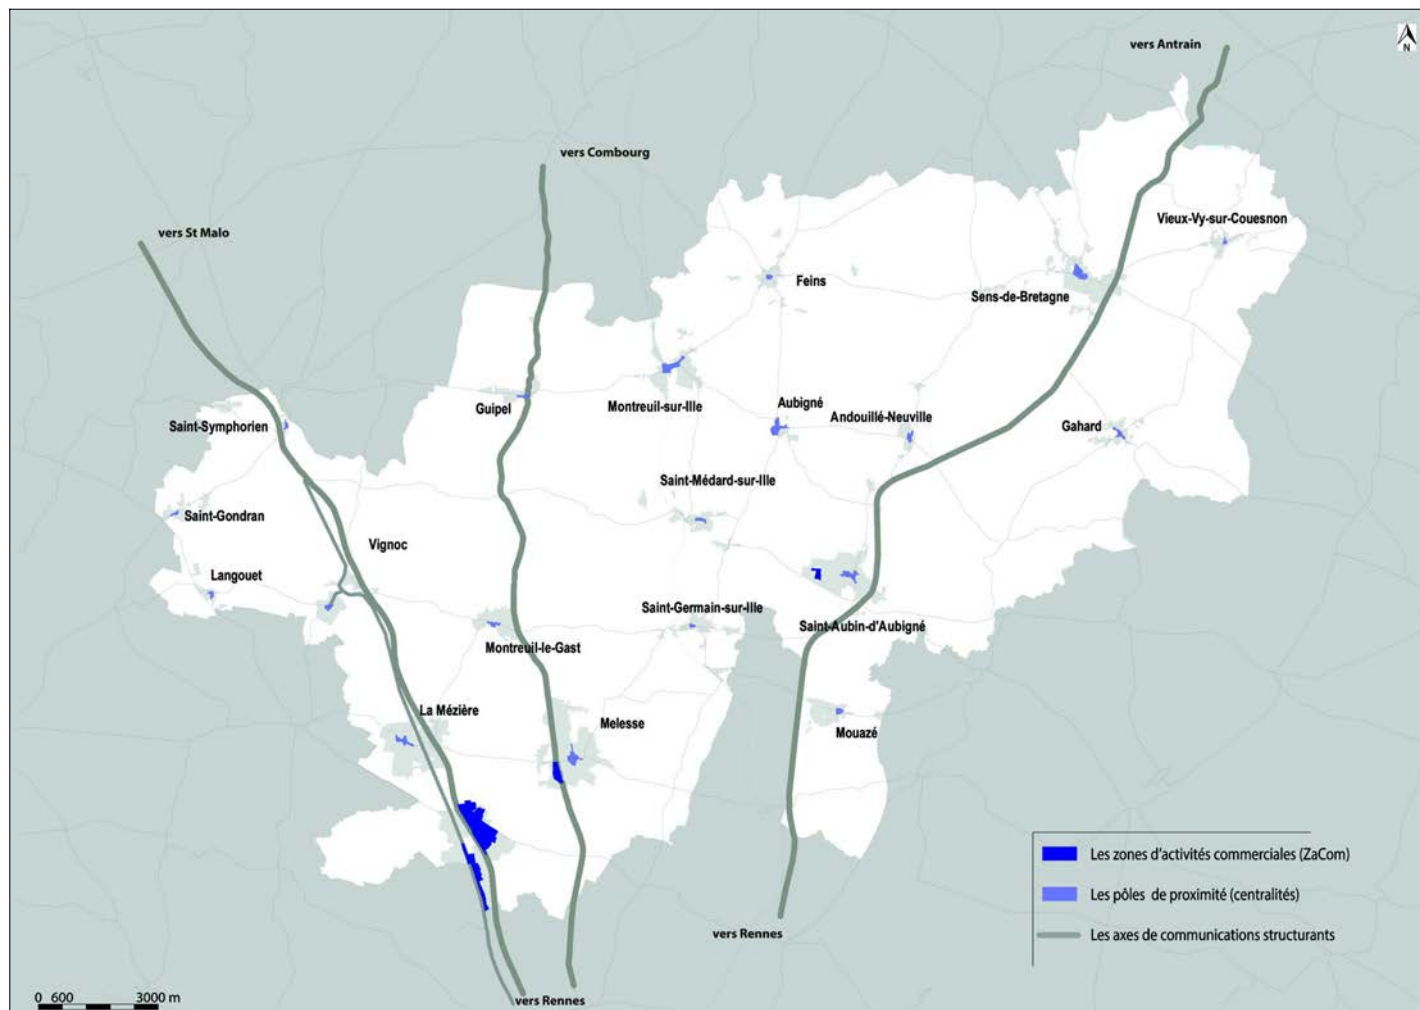 vers Antrain
N
vers Combourg
Vieux-Vy-sur-Couesnon
vers St Malo
Feins
Sens-de-Bretagne
Guipel
Montreuil-sur-Ille
Aubigné
Andouillé-Neuville
Gahard
Saint-Symphorien
Saint-Médard-sur-Ille
Saint-Gondran
Vignoc
Langouet
Saint-Germain-sur-Ille
Saint-Aubin-d'Aubigné
Montreuil-le-Gast
La Mézière
Melesse
Mouazé
Les zones d'activités commerciales (ZaCom)
Les pôles de proximité (centralités)
Les axes de communications structurants
vers Rennes
vers Rennes
0 600 3000 m